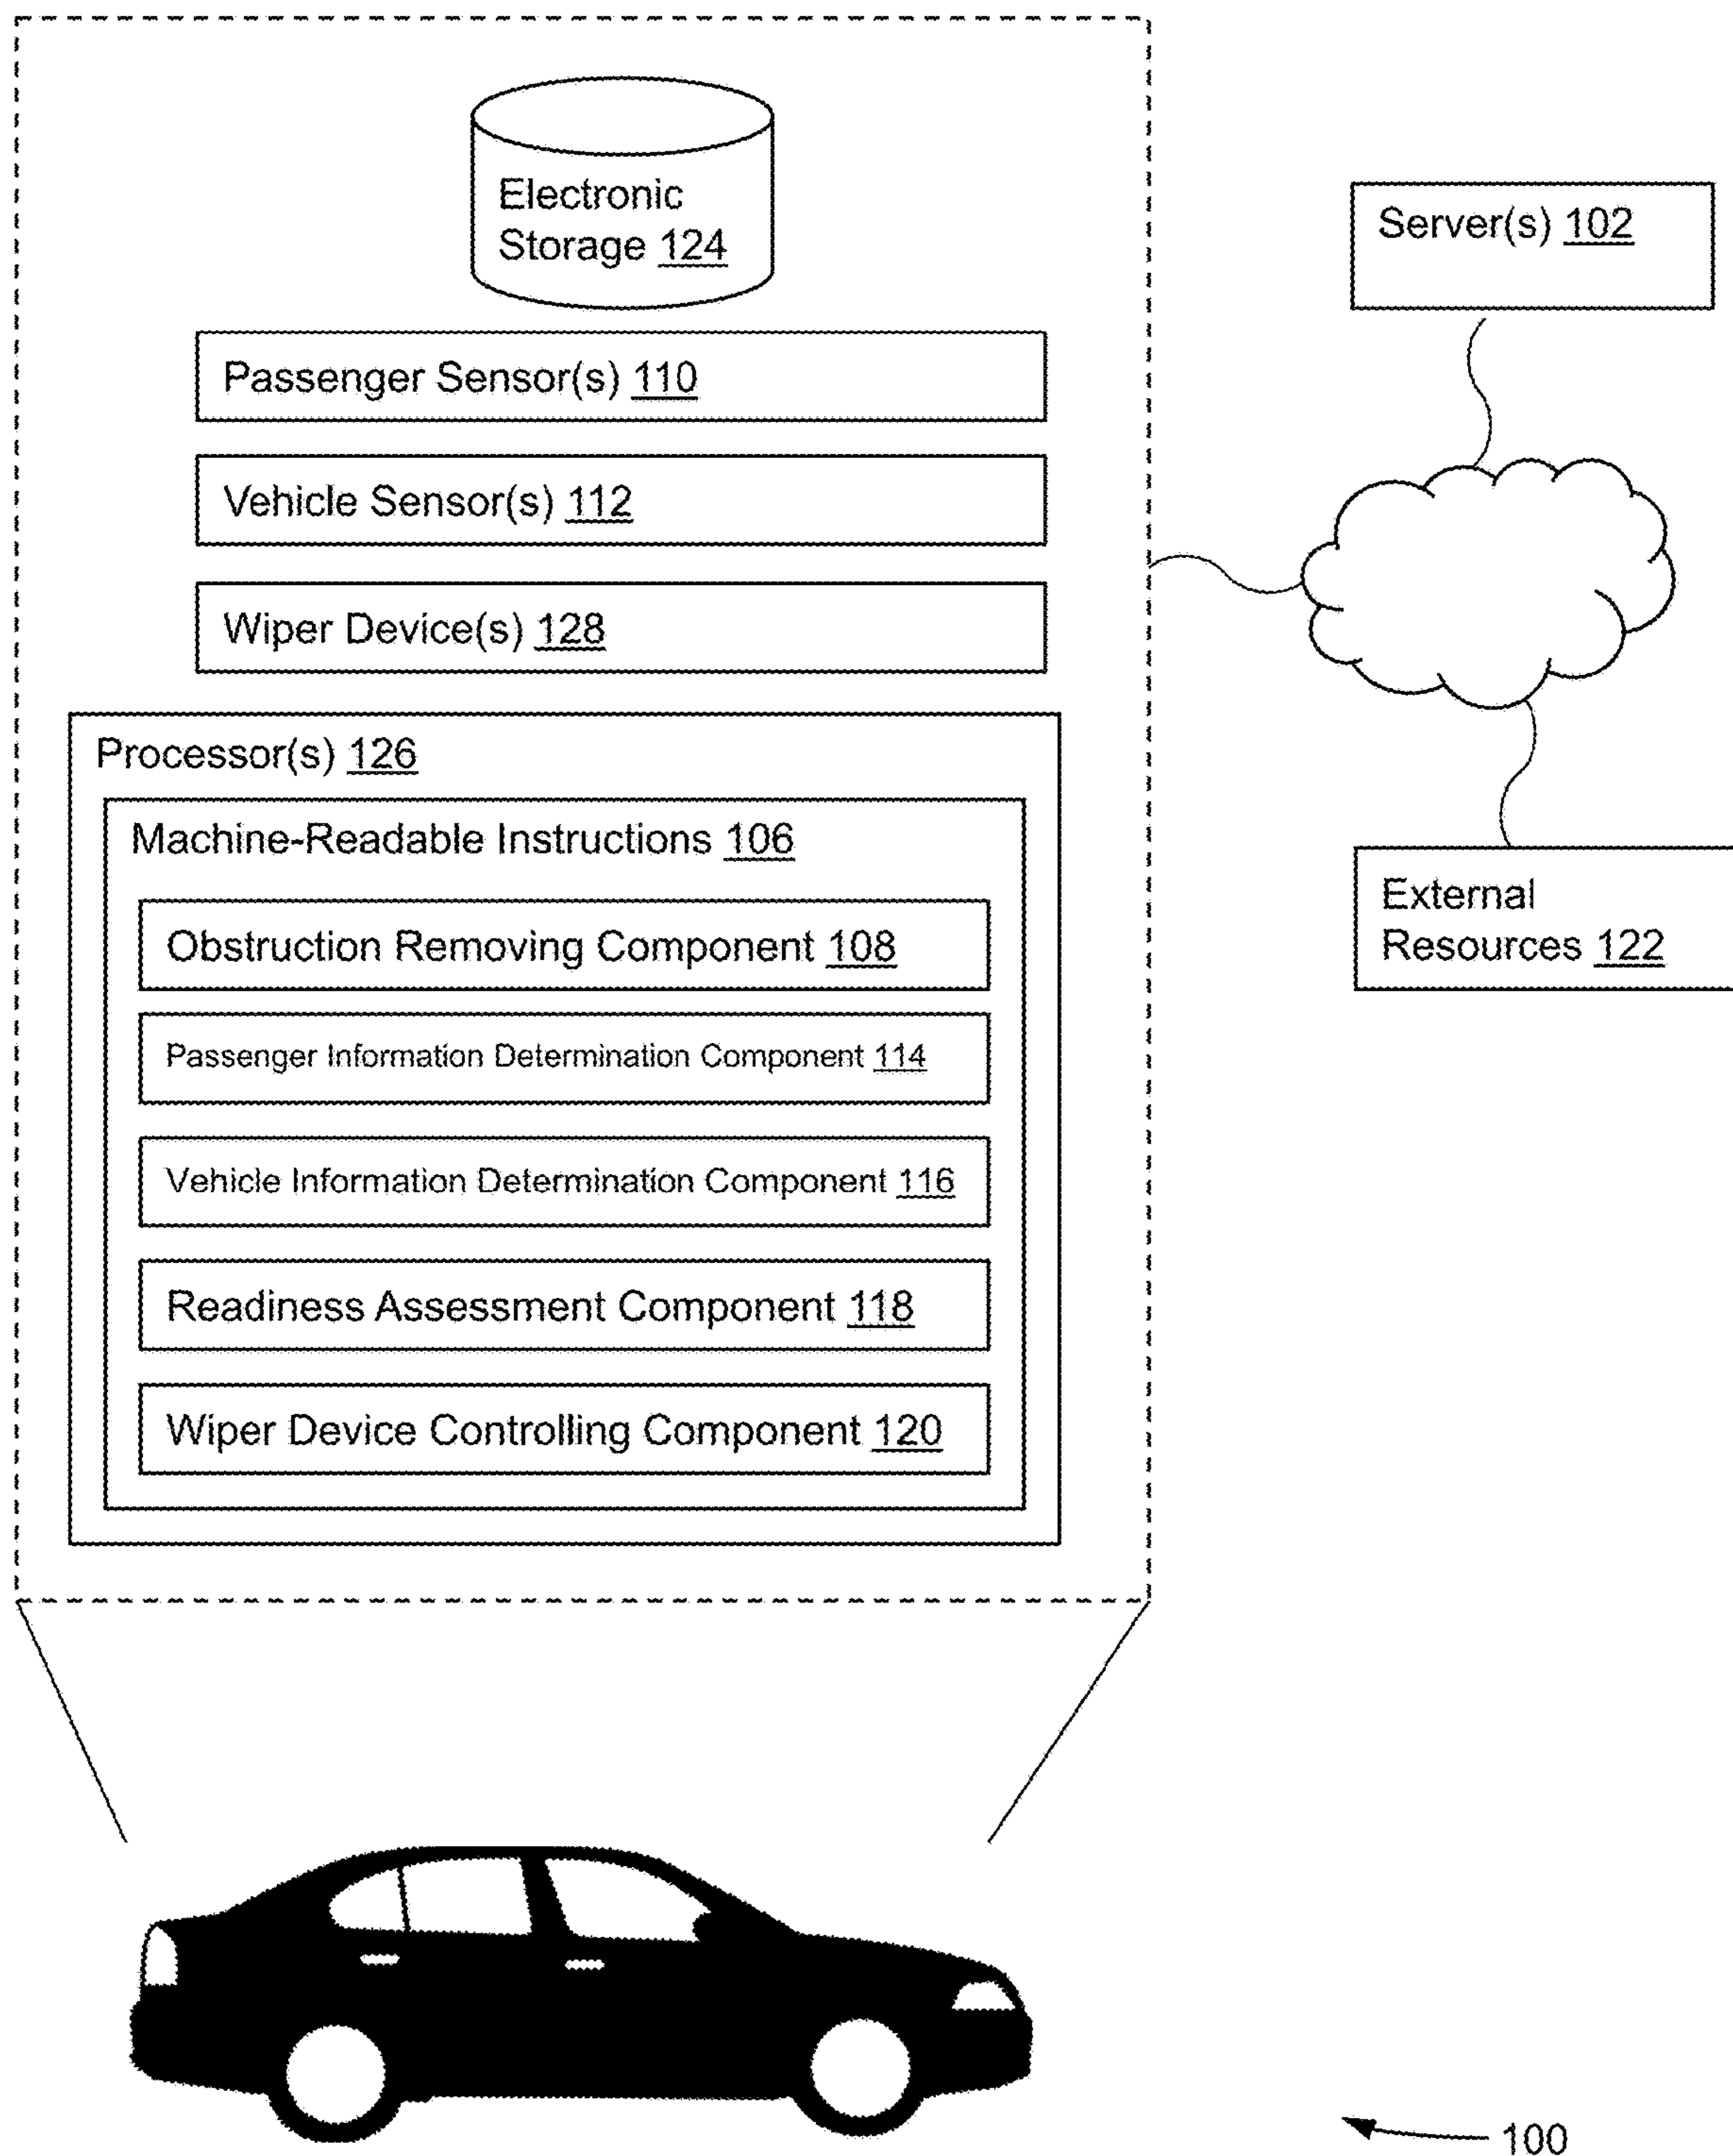 Electronic
Storage 124
Server(s) 102
Passenger Sensor(s) 110
Vehicle Sensor(s) 112
Wiper Device(s) 128
Processor(s) 126
Machine-Readable Instructions 106
External
Resources 122
Obstruction Removing Component 108
Passenger Information Determination Component 114
Vehicle Information Determination Component 116
Readiness Assessment Component 118
Wiper Device Controlling Component 120
100